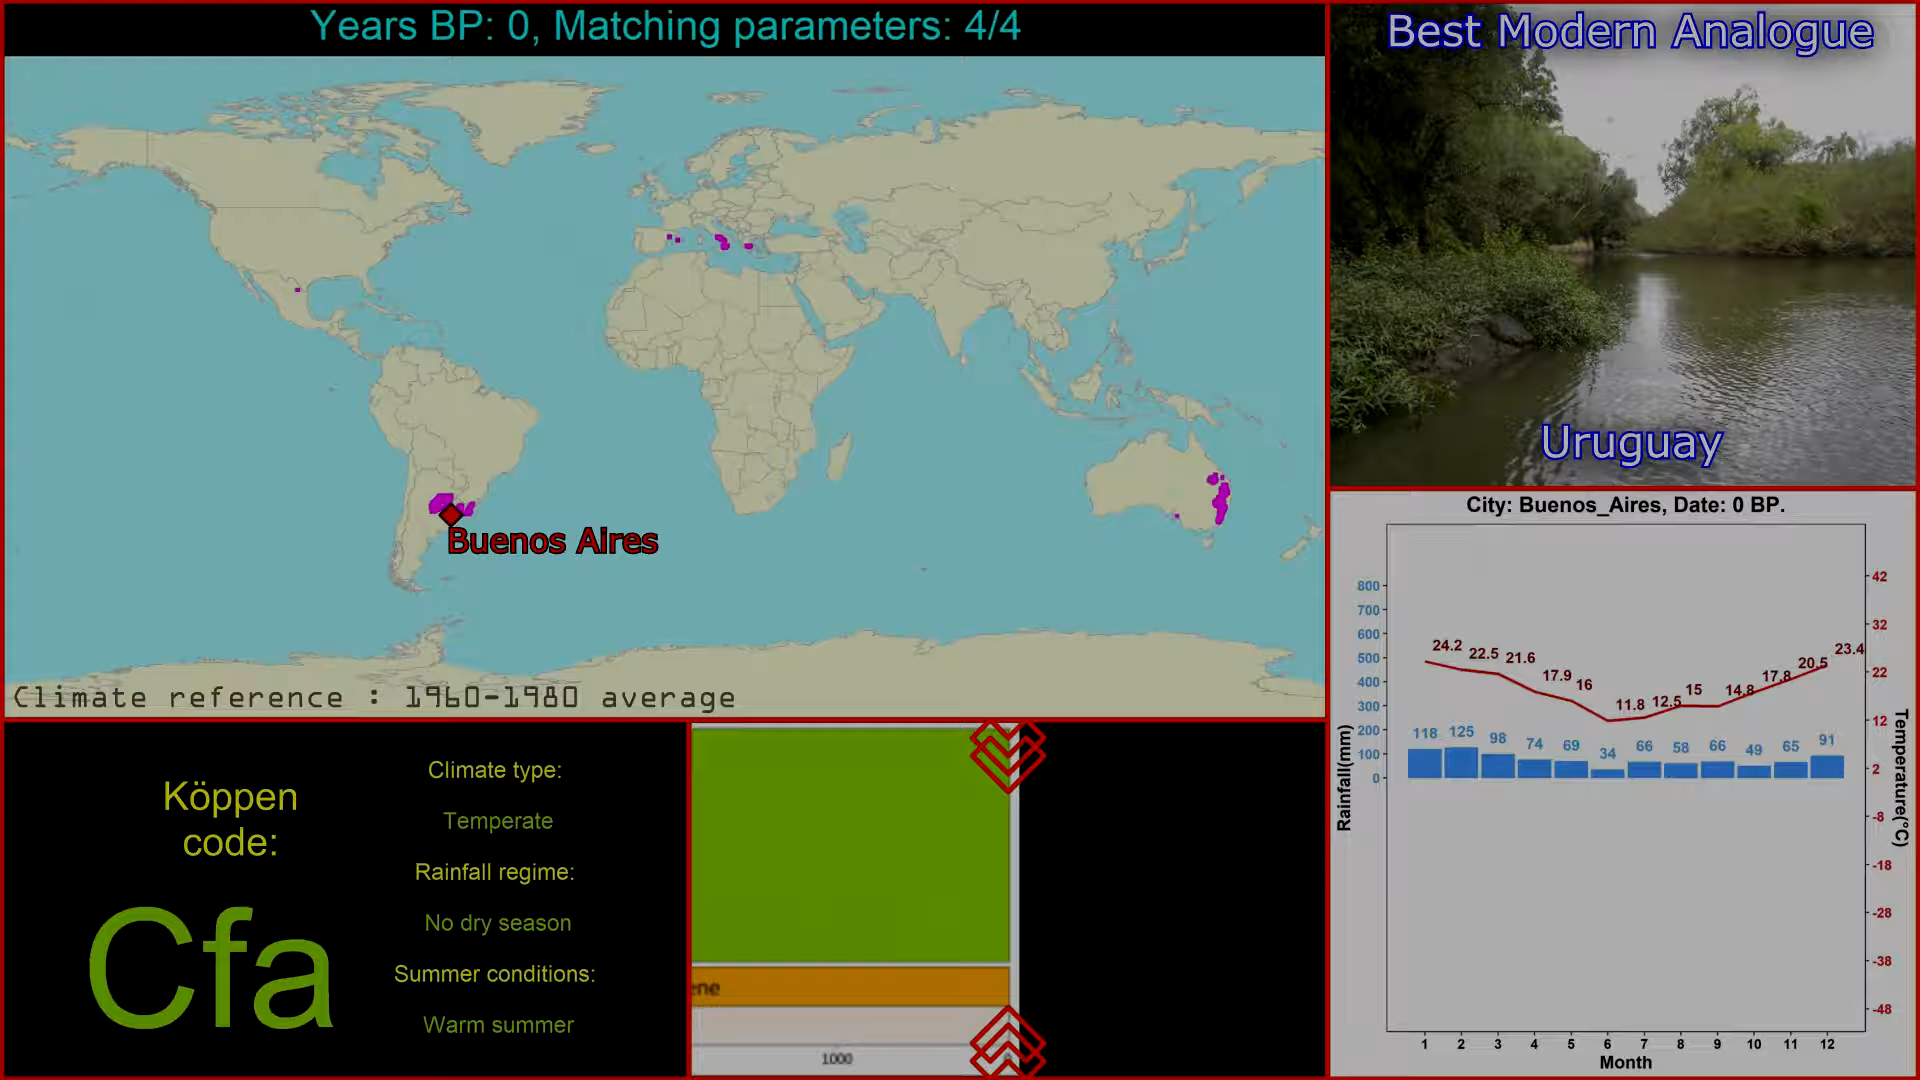 Years BP: 0, Matching parameters: 4/4
Buenos Aires
Climate reference : 1960-1980 average
Best Modern Analogue
Uruguay
Köppen
code:
Cfa
Climate type:
Temperate
Rainfall regime:
No dry season
Summer conditions:
Warm summer
1000
City: Buenos_Aires, Date: 0 BP.
Rainfall(mm)
800
700
600
500
400
300
200
100
0
24.2 22.5 21.6 17.9 16 11.8 12.5 15 14.8 17.8 20.5 23.4
118 125 98 74 69 34 66 58 66 49 65 91
42
32
22
12
2
-8
-18
-28
-38
-48
Temperature(°C)
1 2 3 4 5 6 7 8 9 10 11 12
Month